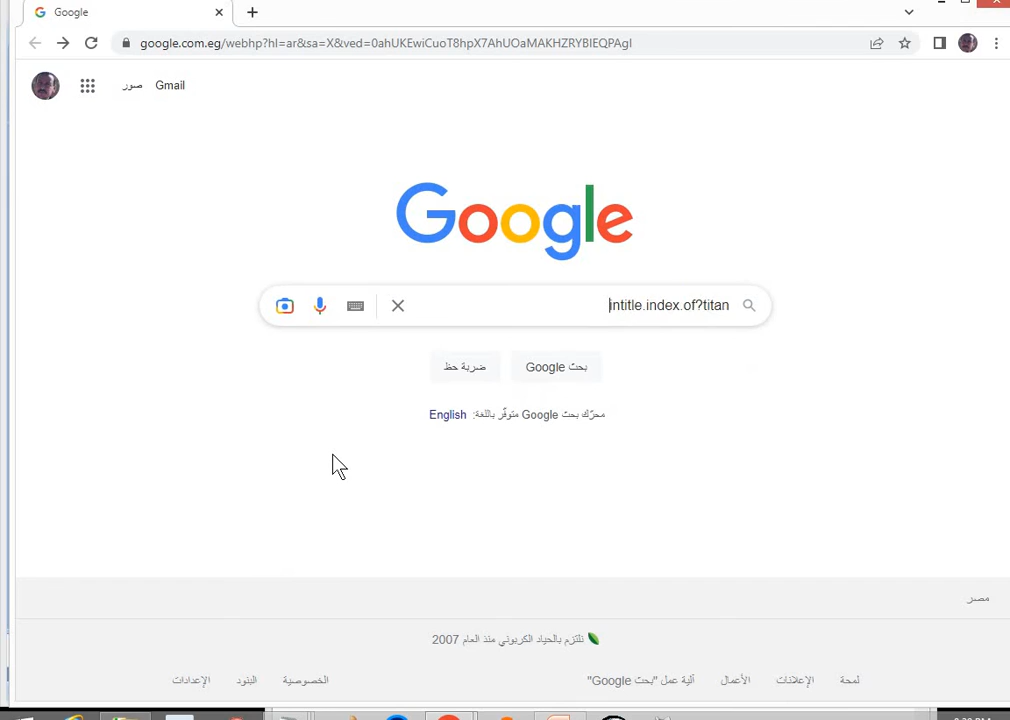 Google
google.com.eg/webhp?hl=ar&sa=X&ved=0ahUKEwiCuoT8hpX7AhUOaMAKHZRYBIEQPAgI
صور Gmail
Google
intitle.index.of?titan
بحث Google ضربة حظ
محرّك بحث Google متوفّر باللغة: English
مصر
نلتزم بالحياد الكربوني منذ العام 2007
لمحة الإعلانات الأعمال آلية عمل "بحث Google" الخصوصية البنود الإعدادات